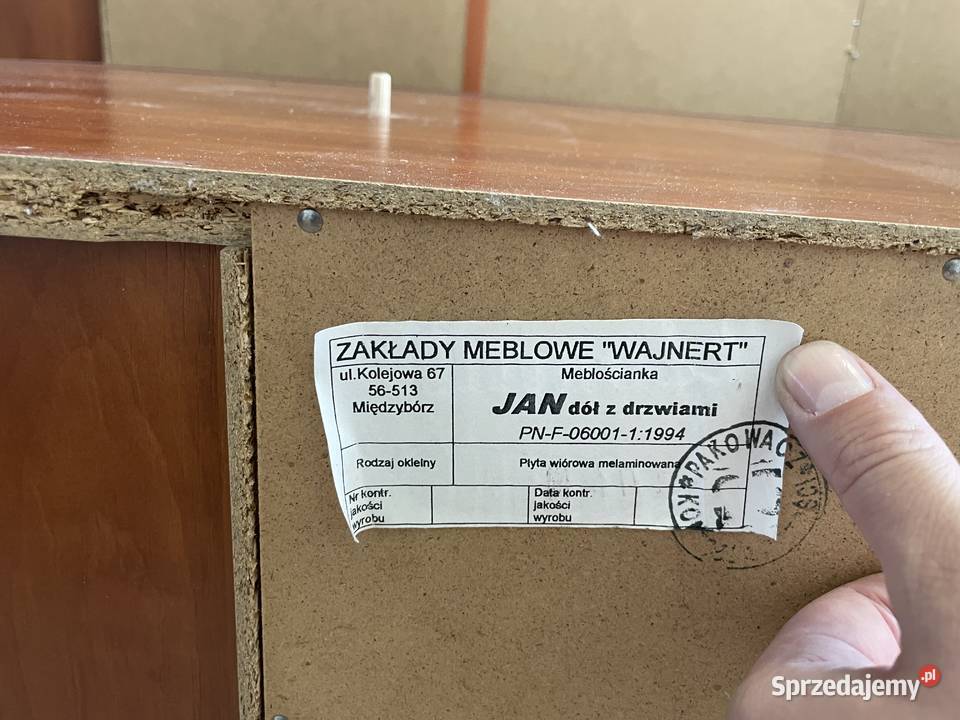 ZAKŁADY MEBLOWE "WAJNERT"
ul.Kolejowa 67
56-513
Międzybórz
Meblościanka
JAN dół z drzwiami
PN-F-06001-1:1994
Rodzaj okleiny
Płyta wiórowa melaminowana
Nr kontr.
jakości
wyrobu
Data kontr.
jakości
wyrobu
PAKOWACZ
Sprzedajemy.pl